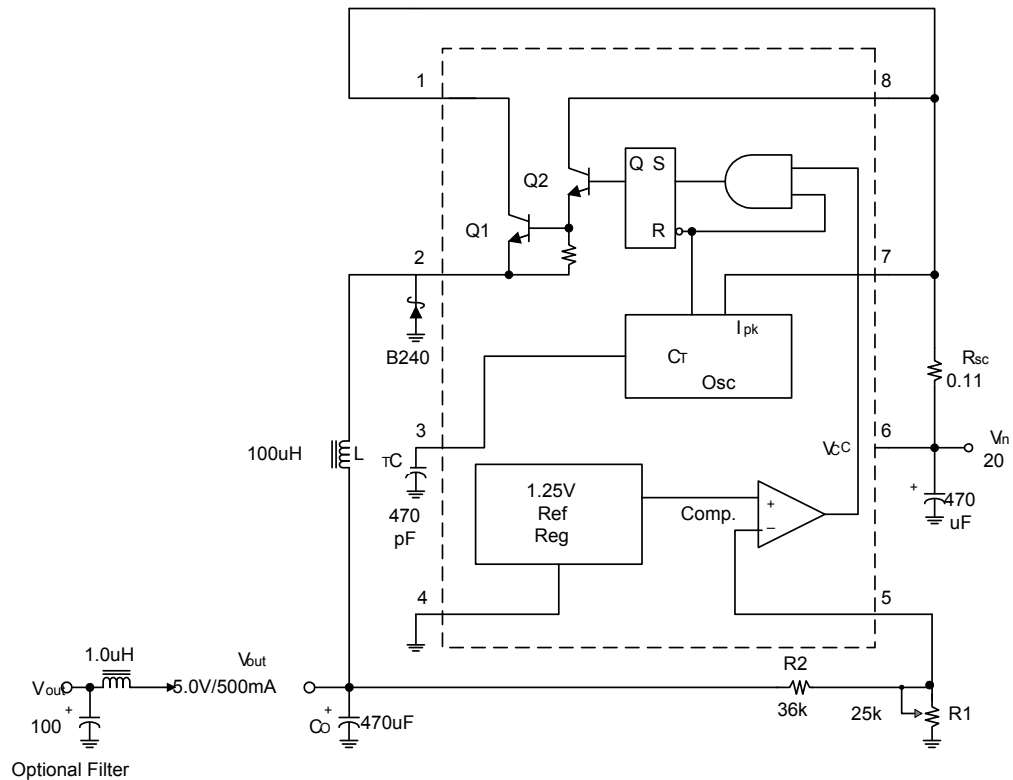 1
8
Q2
Q S
Q1
R
2
7
Ipk
B240
CT
Osc
Rsc
0.11
3
6
100uH
L
TC
VCC
Vin
20
470
pF
1.25V
Ref
Reg
Comp.
+
−
+
470
uF
4
5
1.0uH
Vout
R2
Vout
5.0V/500mA
+
100
+
CO
470uF
36k
25k
R1
Optional Filter